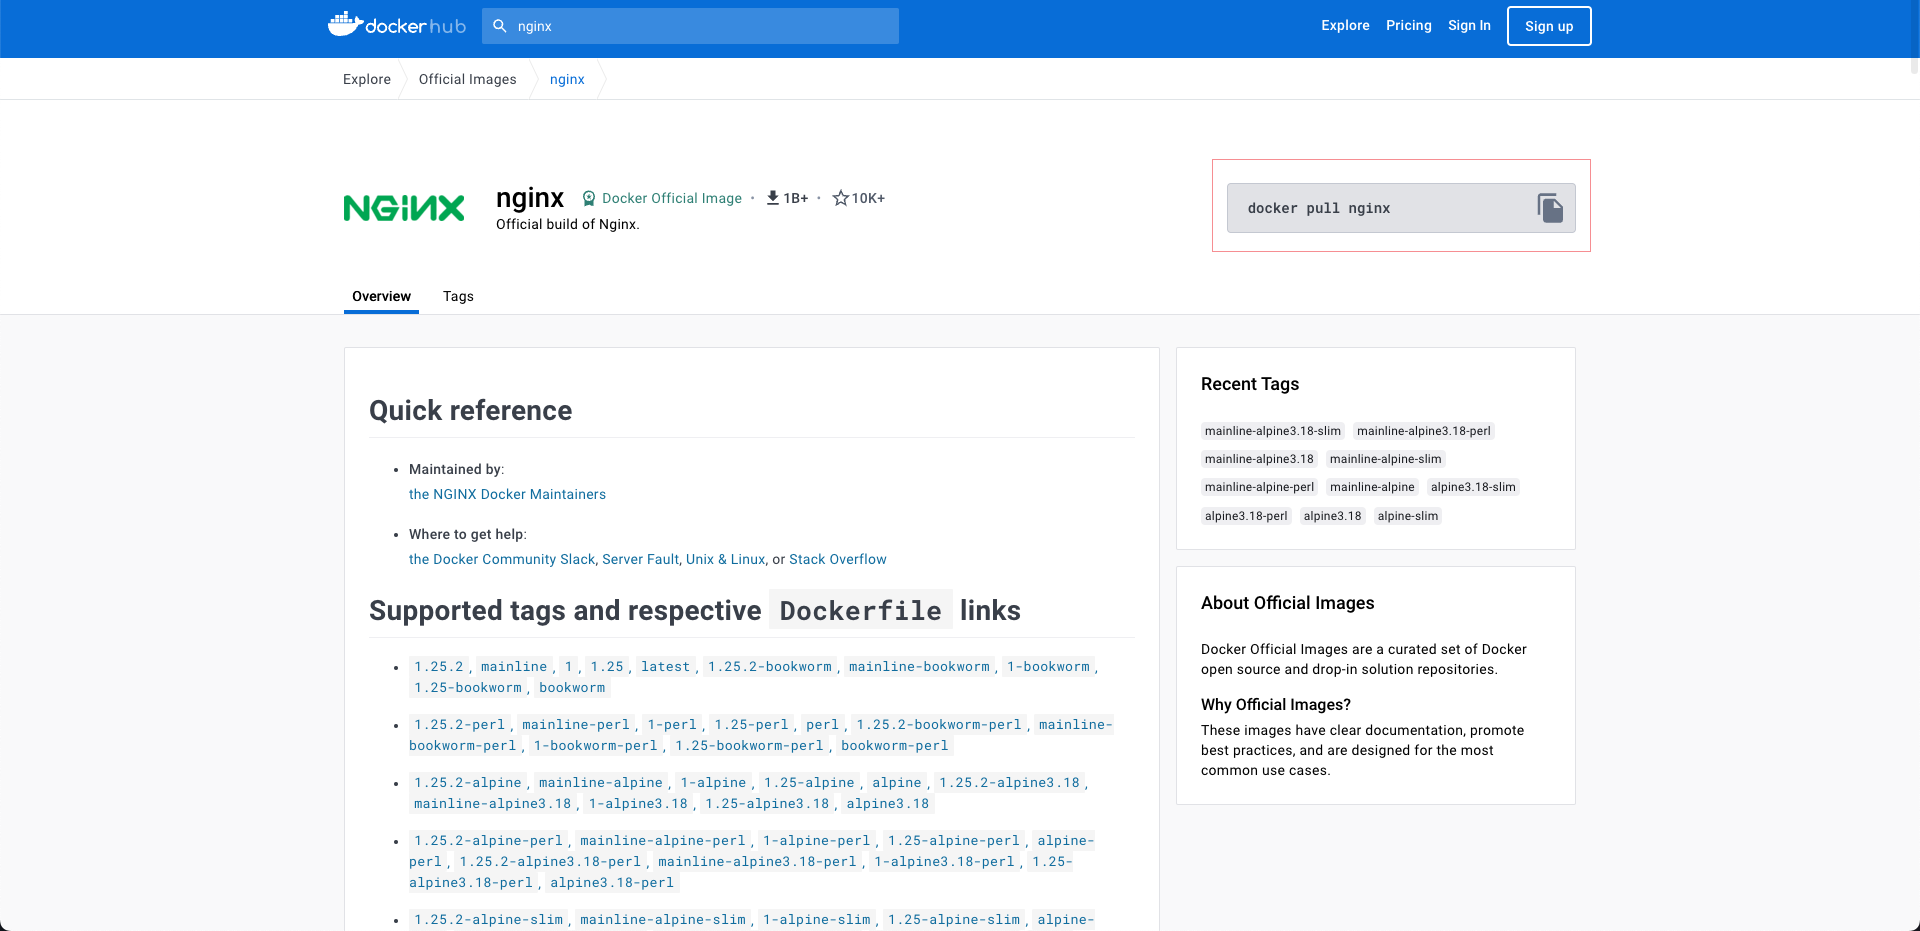 docker hub
nginx
Explore Pricing Sign In Sign up
Explore Official Images nginx
NGINX
nginx Docker Official Image • 1B+ • 10K+
Official build of Nginx.
docker pull nginx
Overview Tags
Quick reference
• Maintained by:
the NGINX Docker Maintainers
• Where to get help:
the Docker Community Slack, Server Fault, Unix & Linux, or Stack Overflow
Supported tags and respective Dockerfile links
• 1.25.2, mainline, 1, 1.25, latest, 1.25.2-bookworm, mainline-bookworm, 1-bookworm,
1.25-bookworm, bookworm
• 1.25.2-perl, mainline-perl, 1-perl, 1.25-perl, perl, 1.25.2-bookworm-perl, mainline-
bookworm-perl, 1-bookworm-perl, 1.25-bookworm-perl, bookworm-perl
• 1.25.2-alpine, mainline-alpine, 1-alpine, 1.25-alpine, alpine, 1.25.2-alpine3.18,
mainline-alpine3.18, 1-alpine3.18, 1.25-alpine3.18, alpine3.18
• 1.25.2-alpine-perl, mainline-alpine-perl, 1-alpine-perl, 1.25-alpine-perl, alpine-
perl, 1.25.2-alpine3.18-perl, mainline-alpine3.18-perl, 1-alpine3.18-perl, 1.25-
alpine3.18-perl, alpine3.18-perl
• 1.25.2-alpine-slim, mainline-alpine-slim, 1-alpine-slim, 1.25-alpine-slim, alpine-
Recent Tags
mainline-alpine3.18-slim mainline-alpine3.18-perl
mainline-alpine3.18 mainline-alpine-slim
mainline-alpine-perl mainline-alpine alpine3.18-slim
alpine3.18-perl alpine3.18 alpine-slim
About Official Images
Docker Official Images are a curated set of Docker
open source and drop-in solution repositories.
Why Official Images?
These images have clear documentation, promote
best practices, and are designed for the most
common use cases.